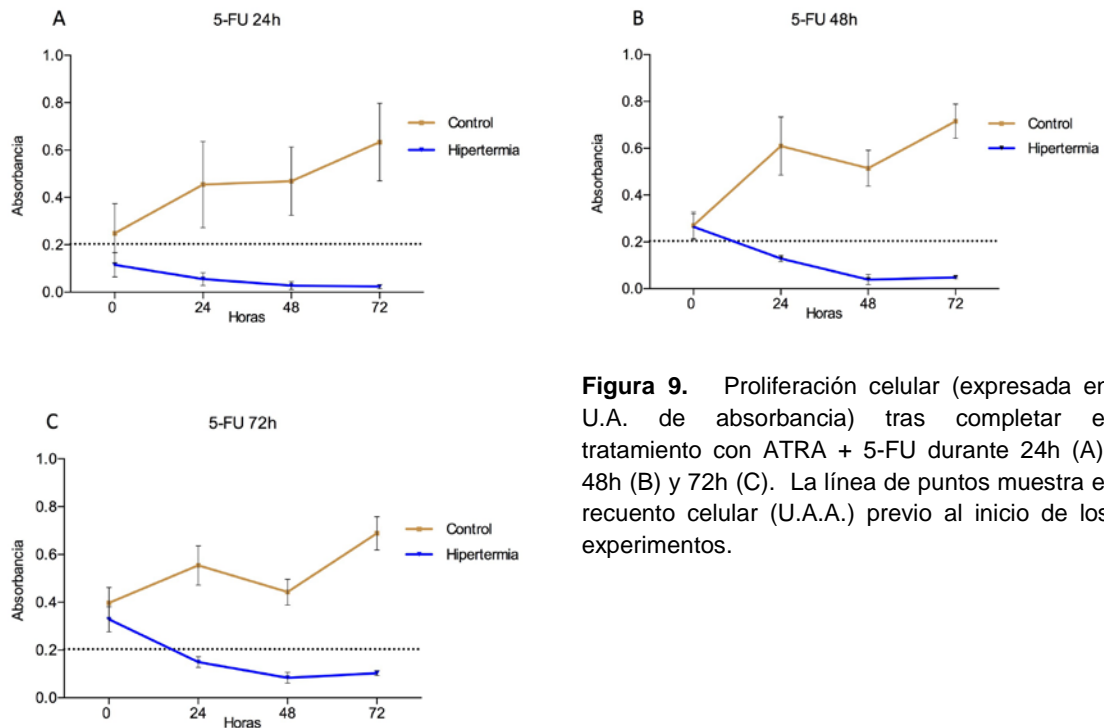 A
5-FU 24h
1.0
0.8
0.6
0.4
0.2
0.0
Absorbancia
0 24 48 72
Horas
Control
Hipertermia
B
5-FU 48h
1.0
0.8
0.6
0.4
0.2
0.0
Absorbancia
0 24 48 72
Horas
Control
Hipertermia
C
5-FU 72h
1.0
0.8
0.6
0.4
0.2
0.0
Absorbancia
0 24 48 72
Horas
Control
Hipertermia
Figura 9. Proliferación celular (expresada en
U.A. de absorbancia) tras completar e
tratamiento con ATRA + 5-FU durante 24h (A)
48h (B) y 72h (C). La línea de puntos muestra e
recuento celular (U.A.A.) previo al inicio de los
experimentos.